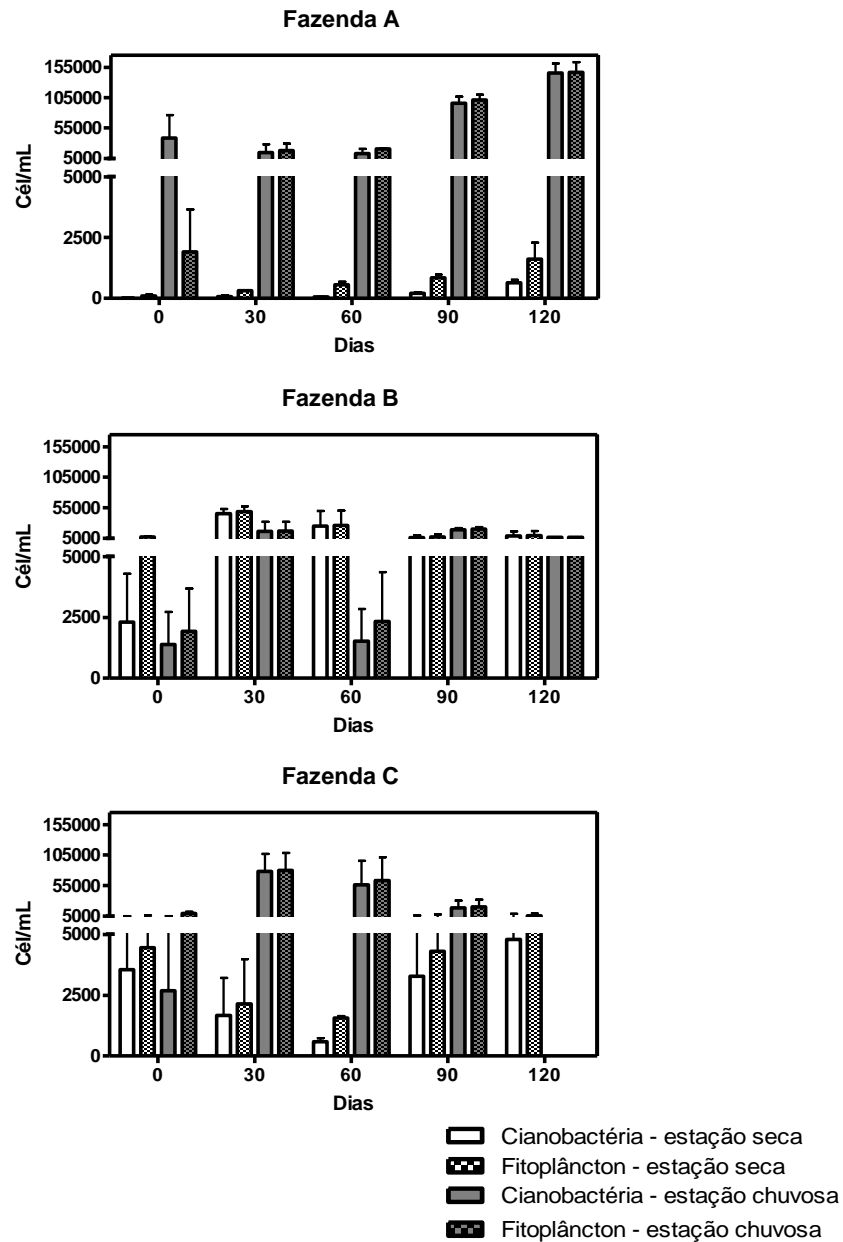 Fazenda A
155000
105000
55000
5000
5000
2500
0
Cél/mL
0 30 60 90 120
Dias
Fazenda B
155000
105000
55000
5000
5000
2500
0
Cél/mL
0 30 60 90 120
Dias
Fazenda C
155000
105000
55000
5000
5000
2500
0
Cél/mL
0 30 60 90 120
Dias
Cianobactéria - estação seca
Fitoplâncton - estação seca
Cianobactéria - estação chuvosa
Fitoplâncton - estação chuvosa